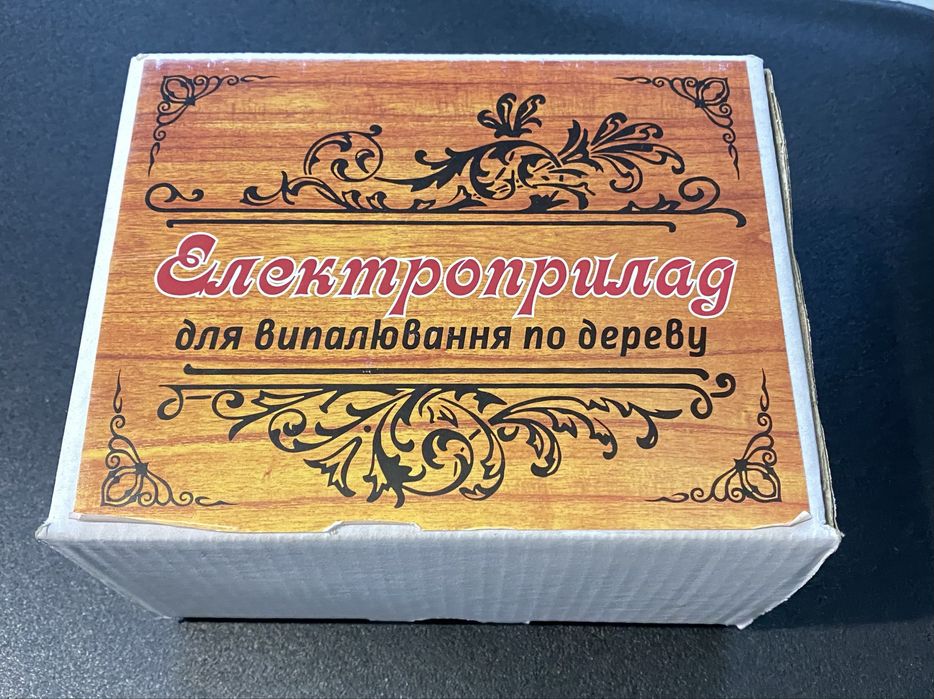 Електроприлад
для випалювання по дереву